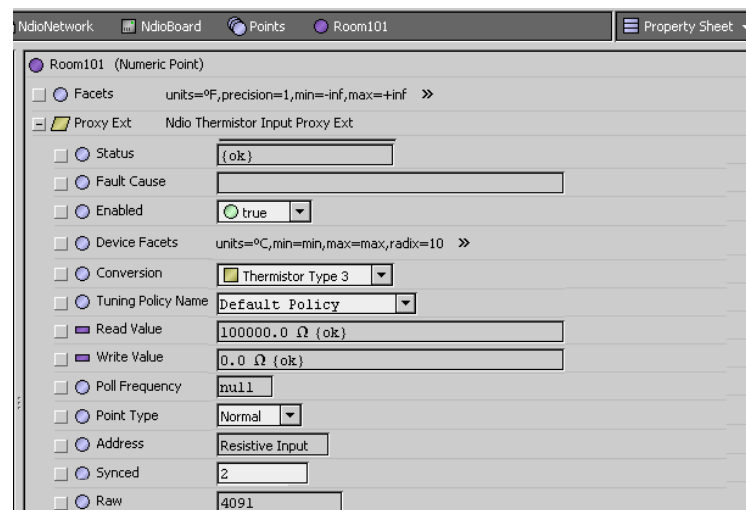 NdioNetwork NdioBoard Points Room101 Property Sheet
Room101 (Numeric Point)
Facets units=ºF,precision=1,min=-inf,max=+inf »
Proxy Ext Ndio Thermistor Input Proxy Ext
Status {ok}
Fault Cause
Enabled true
Device Facets units=ºC,min=min,max=max,radix=10 »
Conversion Thermistor Type 3
Tuning Policy Name Default Policy
Read Value 100000.0 Ω {ok}
Write Value 0.0 Ω {ok}
Poll Frequency null
Point Type Normal
Address Resistive Input
Synced 2
Raw 4091